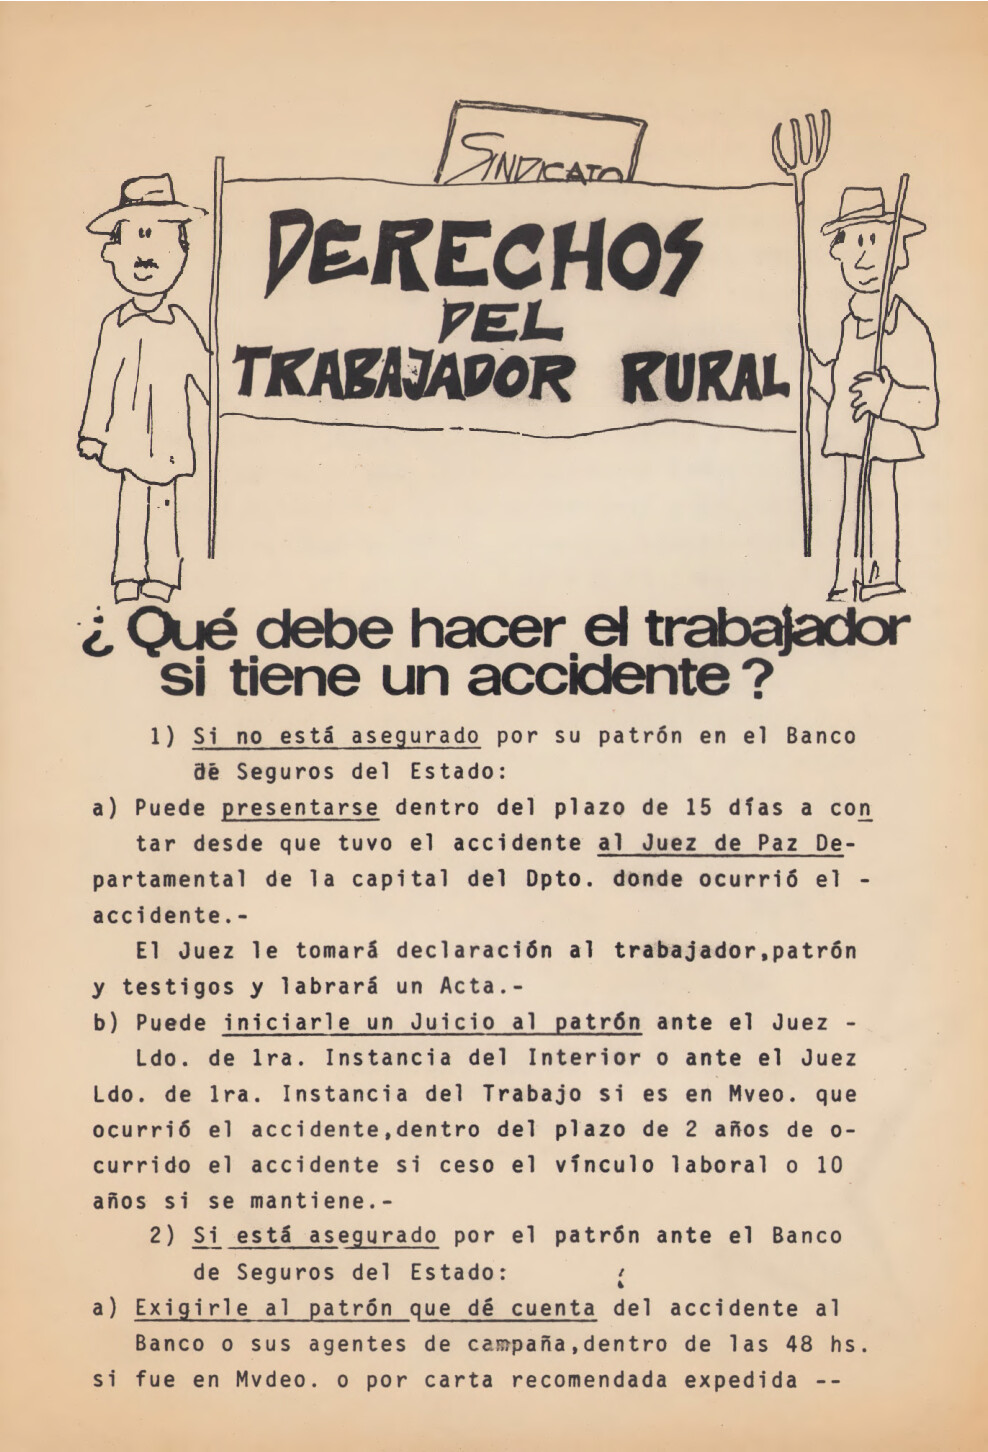 SINDICATO
DERECHOS
DEL
TRABAJADOR RURAL
¿ Qué debe hacer el trabajador
si tiene un accidente ?
1) Si no está asegurado por su patrón en el Banco
de Seguros del Estado:
a) Puede presentarse dentro del plazo de 15 días a con
tar desde que tuvo el accidente al Juez de Paz De-
partamental de la capital del Dpto. donde ocurrió el -
accidente.-
El Juez le tomará declaración al trabajador,patrón
y testigos y labrará un Acta.-
b) Puede iniciarle un Juicio al patrón ante el Juez -
Ldo. de 1ra. Instancia del Interior o ante el Juez
Ldo. de 1ra. Instancia del Trabajo si es en Mveo. que
ocurrió el accidente,dentro del plazo de 2 años de o-
currido el accidente si ceso el vínculo laboral o 10
años si se mantiene.-
2) Si está asegurado por el patrón ante el Banco
de Seguros del Estado:
a) Exigirle al patrón que dé cuenta del accidente al
Banco o sus agentes de campaña,dentro de las 48 hs.
si fue en Mvdeo. o por carta recomendada expedida --